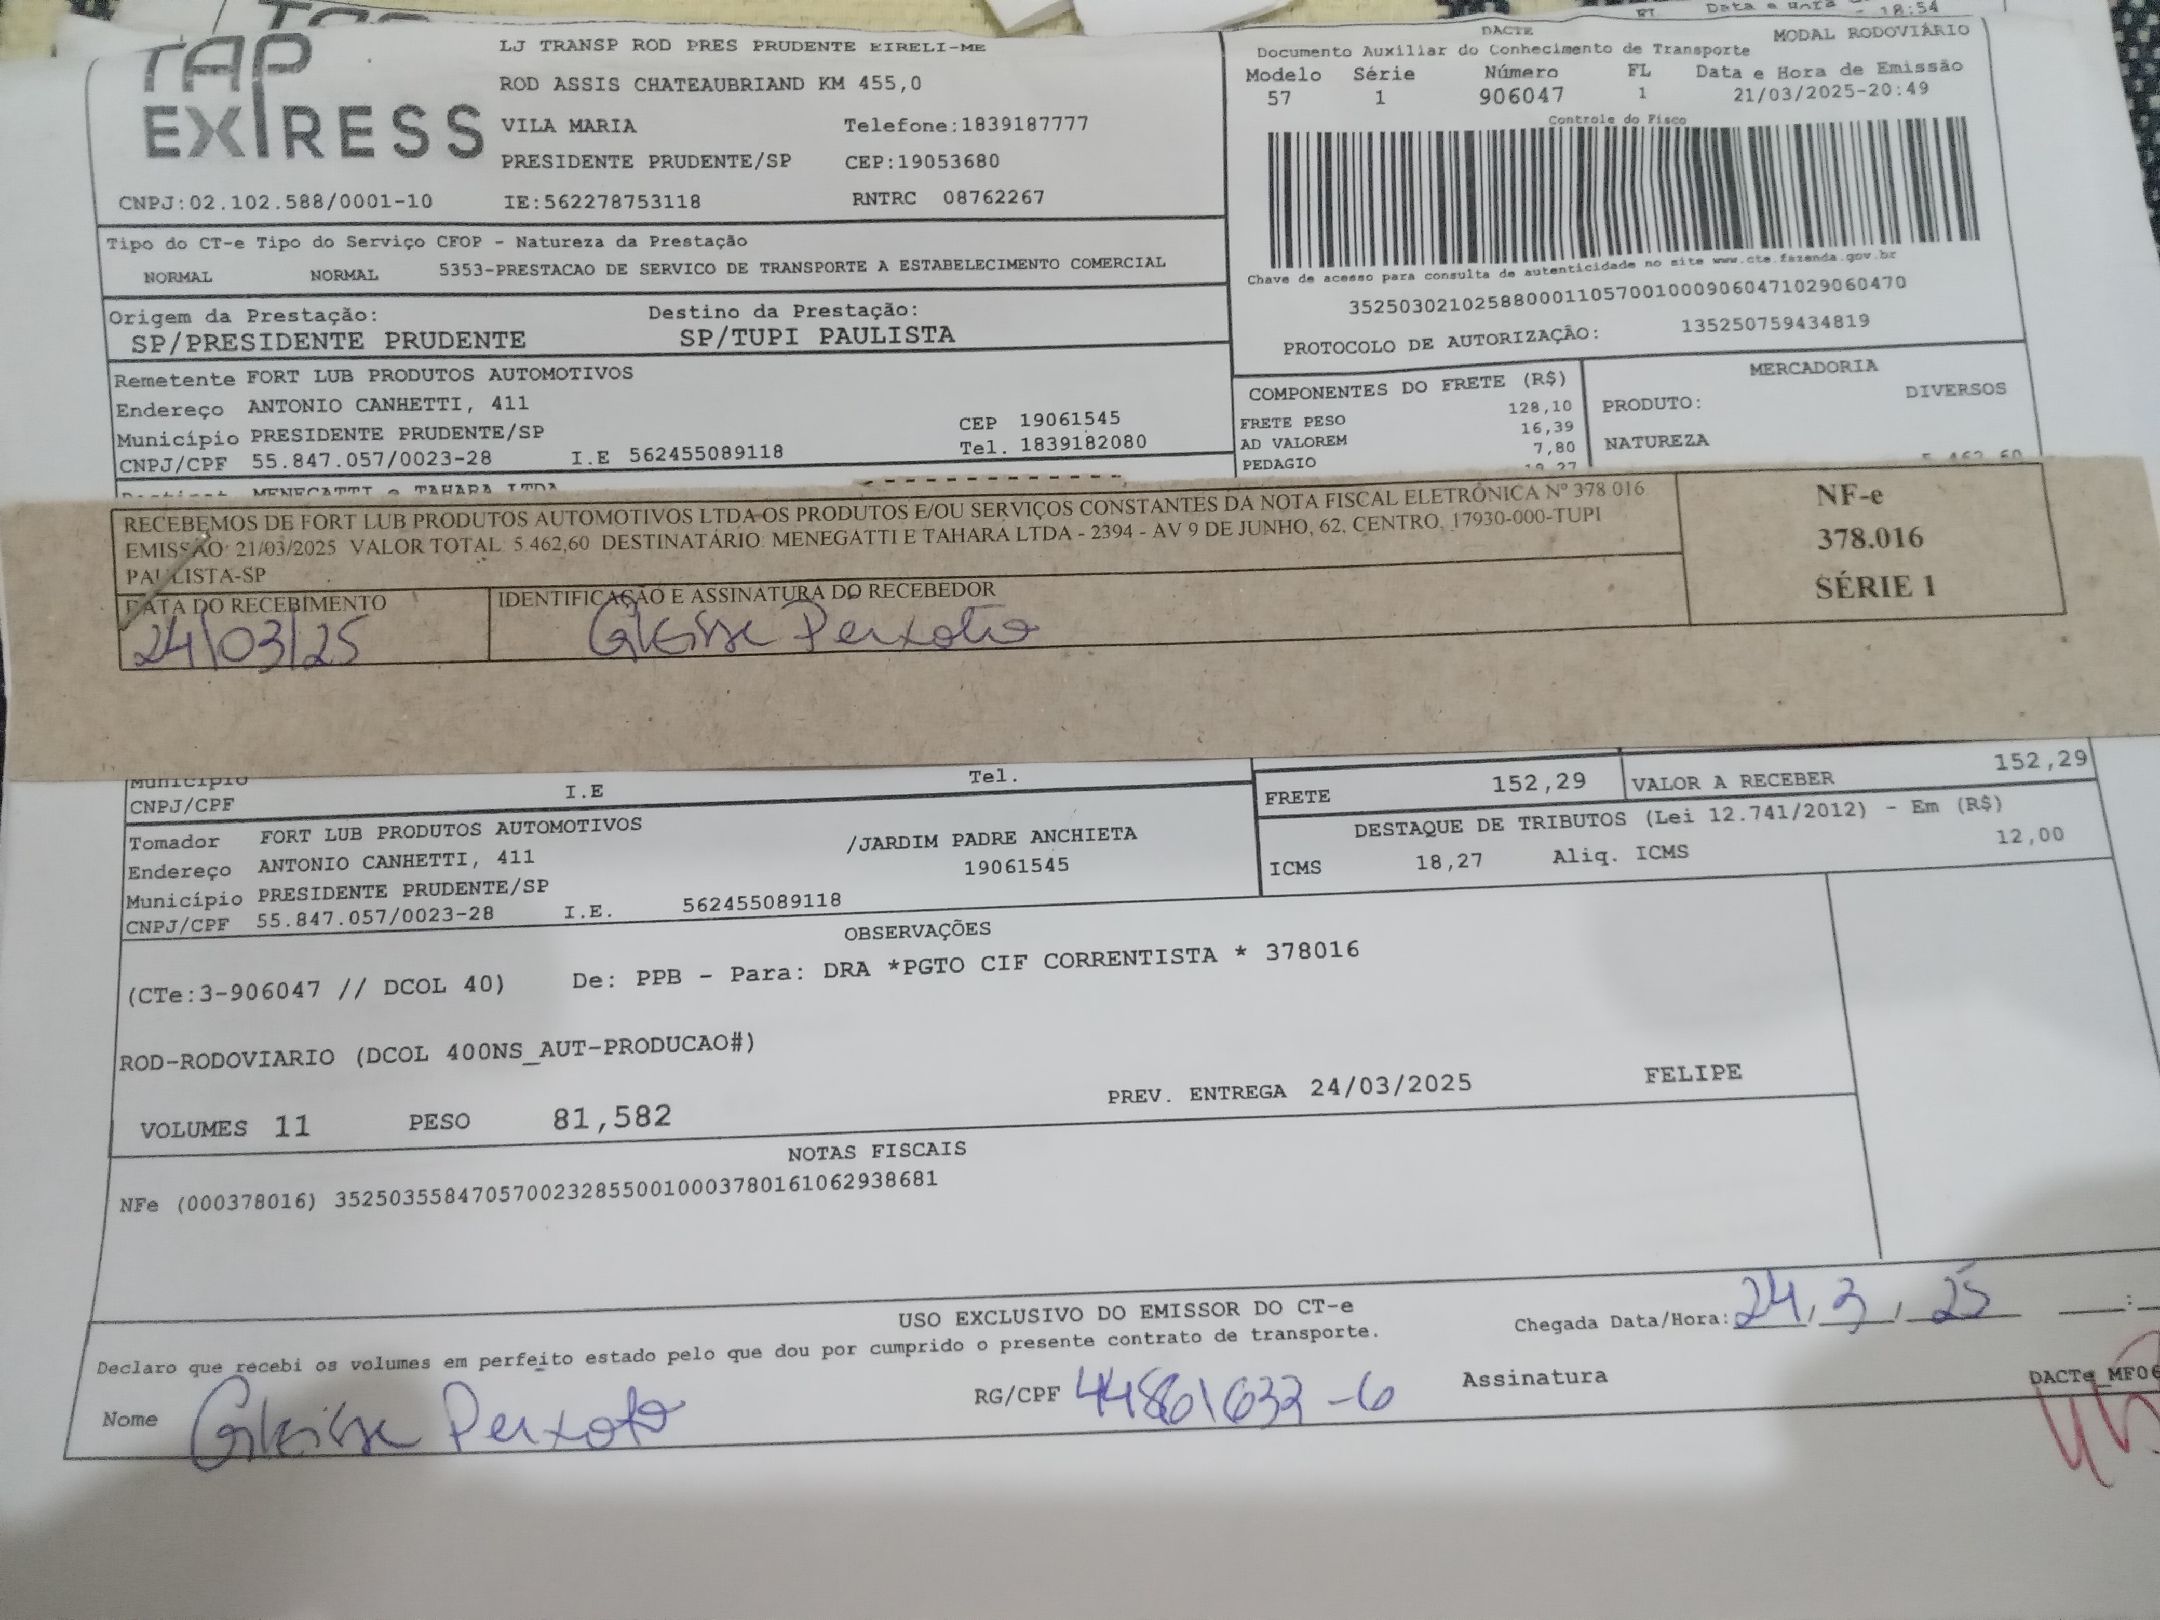 TAP
EXPRESS
LJ TRANSP ROD PRES PRUDENTE EIRELI-ME
ROD ASSIS CHATEAUBRIAND KM 455,0
VILA MARIA Telefone:1839187777
PRESIDENTE PRUDENTE/SP CEP:19053680
CNPJ:02.102.588/0001-10 IE:562278753118 RNTRC 08762267
Data e Hora
18:54
DACTE
Documento Auxiliar do Conhecimento de Transporte MODAL RODOVIÁRIO
Modelo Série Número FL Data e Hora de Emissão
57 1 906047 1 21/03/2025-20:49
Controle do Fisco
Chave de acesso para consulta de autenticidade no site www.cte.fazenda.gov.br
35250302102588000110570010009060471029060470
PROTOCOLO DE AUTORIZAÇÃO: 135250759434819
Tipo do CT-e Tipo do Serviço CFOP - Natureza da Prestação
NORMAL NORMAL 5353-PRESTACAO DE SERVICO DE TRANSPORTE A ESTABELECIMENTO COMERCIAL
Origem da Prestação: Destino da Prestação:
SP/PRESIDENTE PRUDENTE SP/TUPI PAULISTA
Remetente FORT LUB PRODUTOS AUTOMOTIVOS
Endereço ANTONIO CANHETTI, 411
Município PRESIDENTE PRUDENTE/SP CEP 19061545
CNPJ/CPF 55.847.057/0023-28 I.E 562455089118 Tel. 1839182080
MENEGATTI e TAHARA LTDA
COMPONENTES DO FRETE (R$)
FRETE PESO 128,10
AD VALOREM 16,39
PEDAGIO 7,80
MERCADORIA
PRODUTO: DIVERSOS
NATUREZA
5.462,60
RECEBEMOS DE FORT LUB PRODUTOS AUTOMOTIVOS LTDA OS PRODUTOS E/OU SERVIÇOS CONSTANTES DA NOTA FISCAL ELETRÔNICA Nº 378.016
EMISSÃO: 21/03/2025 VALOR TOTAL: 5.462,60 DESTINATÁRIO: MENEGATTI E TAHARA LTDA - 2394 - AV 9 DE JUNHO, 62, CENTRO, 17930-000-TUPI
PAULISTA-SP
DATA DO RECEBIMENTO IDENTIFICAÇÃO E ASSINATURA DO RECEBEDOR
24/03/25 Gleisse Peixoto
NF-e
378.016
SÉRIE 1
Município Tel.
CNPJ/CPF I.E
FRETE 152,29 VALOR A RECEBER 152,29
Tomador FORT LUB PRODUTOS AUTOMOTIVOS
Endereço ANTONIO CANHETTI, 411 /JARDIM PADRE ANCHIETA
Município PRESIDENTE PRUDENTE/SP 19061545
CNPJ/CPF 55.847.057/0023-28 I.E. 562455089118
DESTAQUE DE TRIBUTOS (Lei 12.741/2012) - Em (R$)
ICMS 18,27 Aliq. ICMS 12,00
OBSERVAÇÕES
(CTe:3-906047 // DCOL 40) De: PPB - Para: DRA *PGTO CIF CORRENTISTA * 378016
ROD-RODOVIARIO (DCOL 400NS_AUT-PRODUCAO#)
VOLUMES 11 PESO 81,582 PREV. ENTREGA 24/03/2025 FELIPE
NOTAS FISCAIS
NFe (000378016) 35250355847057002328550010003780161062938681
USO EXCLUSIVO DO EMISSOR DO CT-e
Declaro que recebi os volumes em perfeito estado pelo que dou por cumprido o presente contrato de transporte.
Chegada Data/Hora: 24/3/25
Nome Gleisse Peixoto RG/CPF 44861633-6 Assinatura
DACTe_MF06